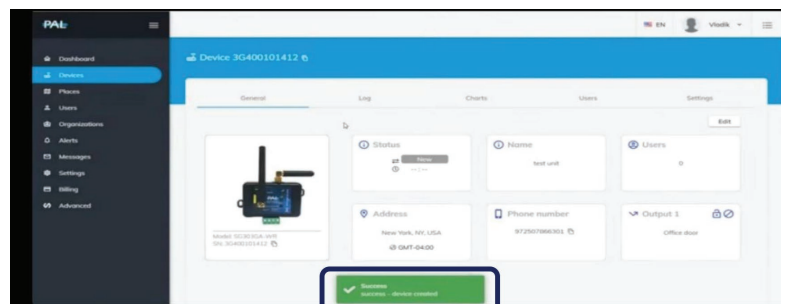 PAL
EN
Vladik
Dashboard
Devices
Places
Users
Organizations
Alerts
Messages
Settings
Billing
Advanced
Device 3G400101412
General
Log
Charts
Users
Settings
Edit
Status
New
--:--
Name
test unit
Users
0
SN: 3G400101412
Address
New York, NY, USA
GMT-04:00
Phone number
972507866301
Output 1
Office door
Success
success - device created